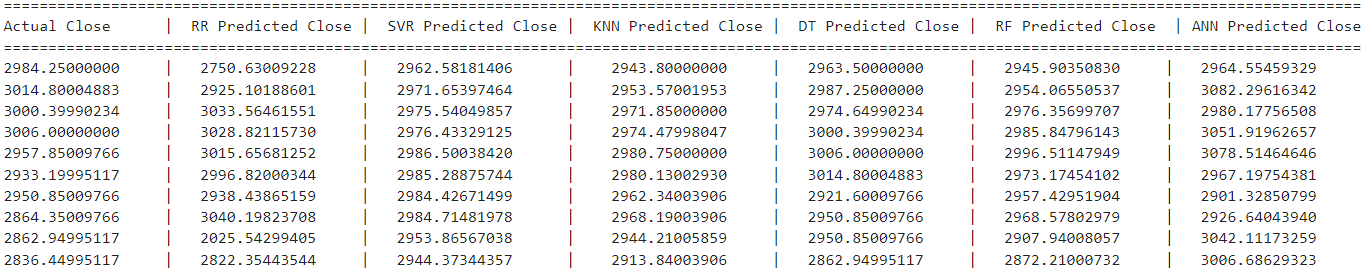 ==========================================================================================================================================================
Actual Close      |  RR Predicted Close |  SVR Predicted Close |  KNN Predicted Close |  DT Predicted Close |  RF Predicted Close  | ANN Predicted Close
==========================================================================================================================================================
2984.25000000     |   2750.63009228     |   2962.58181406      |    2943.80000000     |   2963.50000000     |   2945.90350830     |   2964.55459329
3014.80004883     |   2925.10188601     |   2971.65397464      |    2953.57001953     |   2987.25000000     |   2954.06550537     |   3082.29616342
3000.39990234     |   3033.56461551     |   2975.54049857      |    2971.85000000     |   2974.64990234     |   2976.35699707     |   2980.17756508
3006.00000000     |   3028.82115730     |   2976.43329125      |    2974.47998047     |   3000.39990234     |   2985.84796143     |   3051.91962657
2957.85009766     |   3015.65681252     |   2986.50038420      |    2980.75000000     |   3006.00000000     |   2996.51147949     |   3078.51464646
2933.19995117     |   2996.82000344     |   2985.28875744      |    2980.13002930     |   3014.80004883     |   2973.17454102     |   2967.19754381
2950.85009766     |   2938.43865159     |   2984.42671499      |    2962.34003906     |   2921.60009766     |   2957.42951904     |   2901.32850799
2864.35009766     |   3040.19823708     |   2984.71481978      |    2968.19003906     |   2950.85009766     |   2968.57802979     |   2926.64043940
2862.94995117     |   2025.54299405     |   2953.86567038      |    2944.21005859     |   2950.85009766     |   2907.94008057     |   3042.11173259
2836.44995117     |   2822.35443544     |   2944.37344357      |    2913.84003906     |   2862.94995117     |   2872.21000732     |   3006.68629323